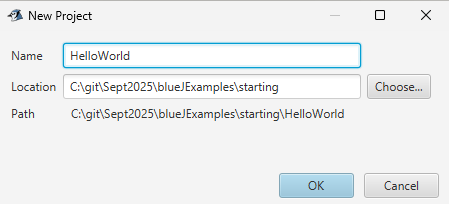 New Project
Name HelloWorld
Location C:\git\Sept2025\blueJExamples\starting Choose...
Path C:\git\Sept2025\blueJExamples\starting\HelloWorld
OK Cancel